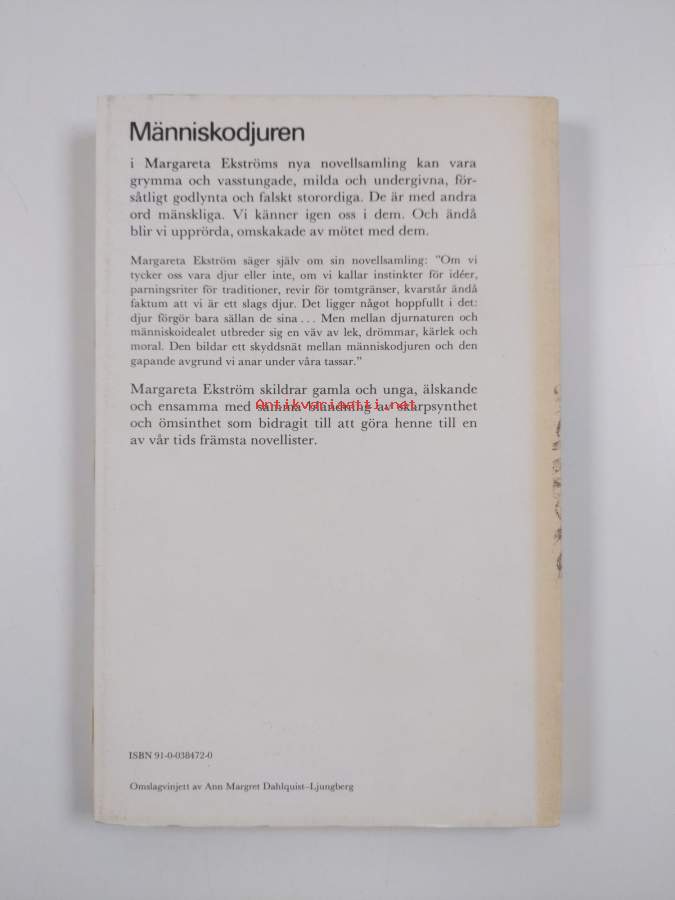 Människodjuren
i Margareta Ekströms nya novellsamling kan vara
grymma och vasstungade, milda och undergivna, för-
såtligt godlynta och falskt storordiga. De är med andra
ord mänskliga. Vi känner igen oss i dem. Och ändå
blir vi upprörda, omskakade av mötet med dem.
Margareta Ekström säger själv om sin novellsamling: ”Om vi
tycker oss vara djur eller inte, om vi kallar instinkter för idéer,
parningsriter för traditioner, revir för tomtgränser, kvarstår ändå
faktum att vi är ett slags djur. Det ligger något hoppfullt i det:
djur förgör bara sällan de sina . . . Men mellan djurnaturen och
människoidealet utbreder sig en väv av lek, drömmar, kärlek och
moral. Den bildar ett skyddsnät mellan människodjuren och den
gapande avgrund vi anar under våra tassar.”
Margareta Ekström skildrar gamla och unga, älskande
och ensamma med samma blandning av skarpsynthet
Antikvariaatti.net
och ömsinthet som bidragit till att göra henne till en
av vår tids främsta novellister.
ISBN 91-0-038472-0
Omslagvinjett av Ann Margret Dahlquist–Ljungberg